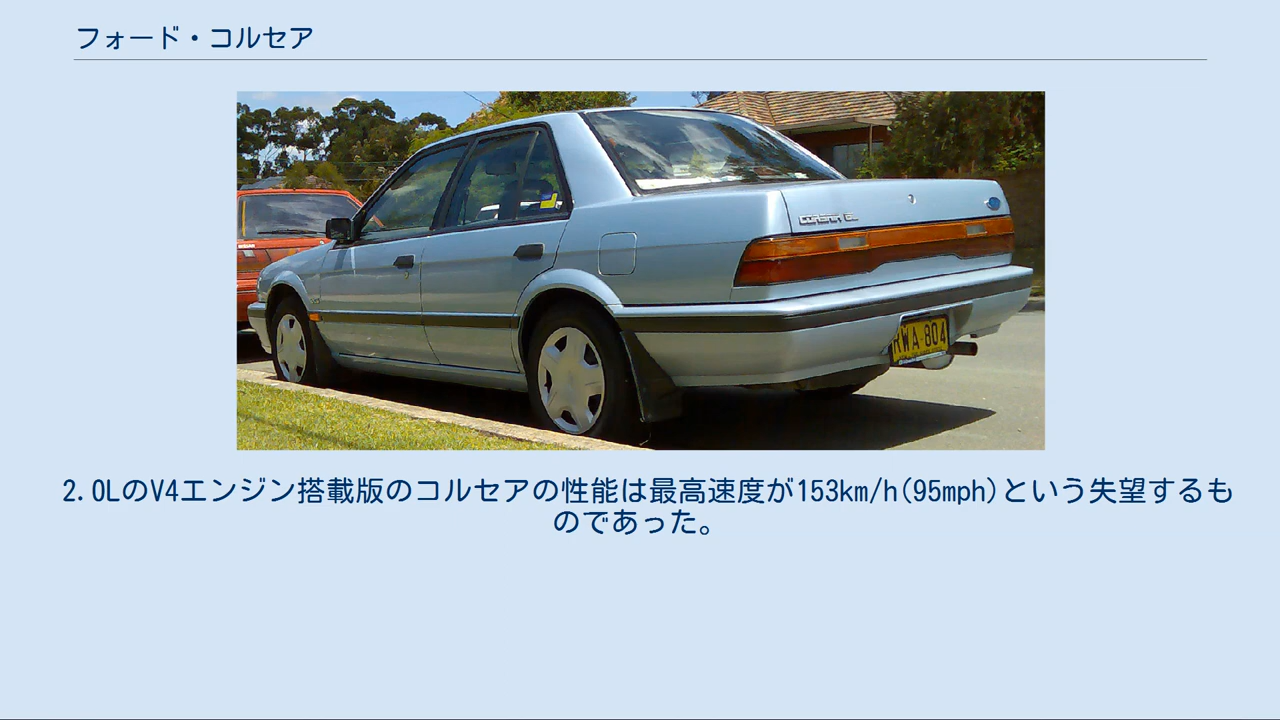 フォード・コルセア
CORSAIR GL
RWA·804
2.0LのV4エンジン搭載版のコルセアの性能は最高速度が153km/h(95mph)という失望するも
のであった。